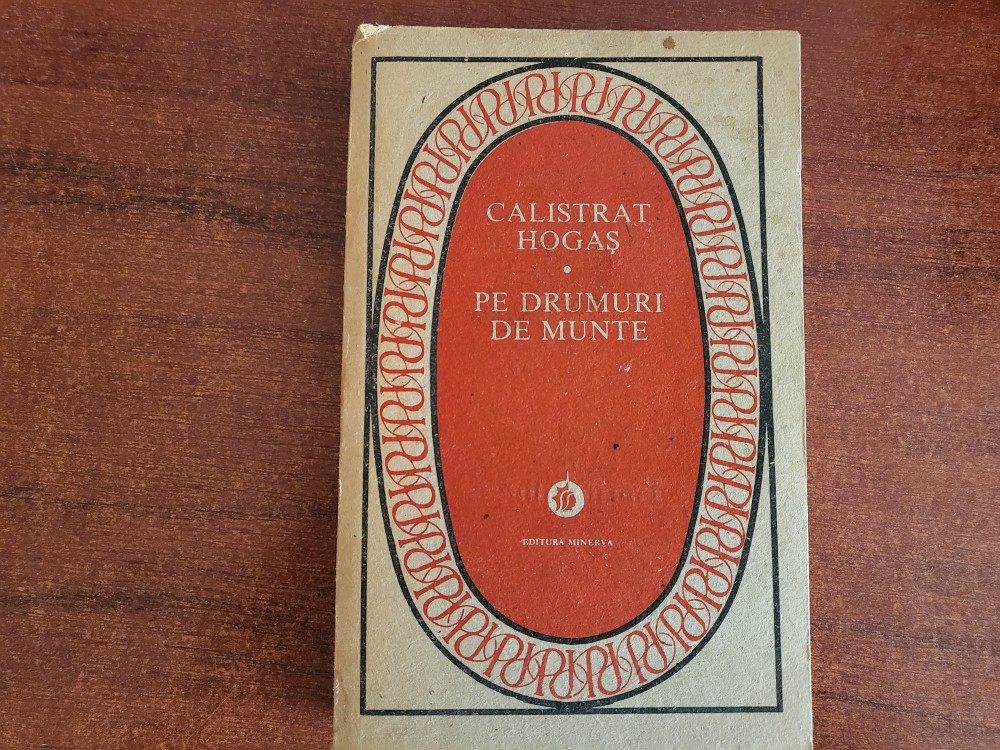 CALISTRAT
HOGAȘ
PE DRUMURI
DE MUNTE
EDITURA MINERVA